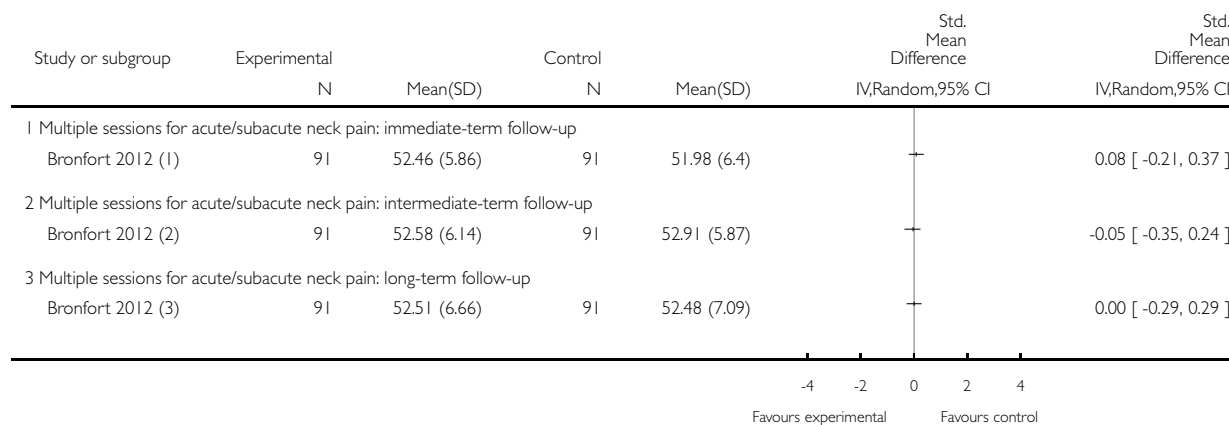 Study or subgroup Experimental Control Std. Mean Difference Std. Mean Difference
N Mean(SD) N Mean(SD) IV,Random,95% CI IV,Random,95% CI
1 Multiple sessions for acute/subacute neck pain: immediate-term follow-up
Bronfort 2012 (1) 91 52.46 (5.86) 91 51.98 (6.4) 0.08 [ -0.21, 0.37 ]
2 Multiple sessions for acute/subacute neck pain: intermediate-term follow-up
Bronfort 2012 (2) 91 52.58 (6.14) 91 52.91 (5.87) -0.05 [ -0.35, 0.24 ]
3 Multiple sessions for acute/subacute neck pain: long-term follow-up
Bronfort 2012 (3) 91 52.51 (6.66) 91 52.48 (7.09) 0.00 [ -0.29, 0.29 ]
-4 -2 0 2 4
Favours experimental Favours control